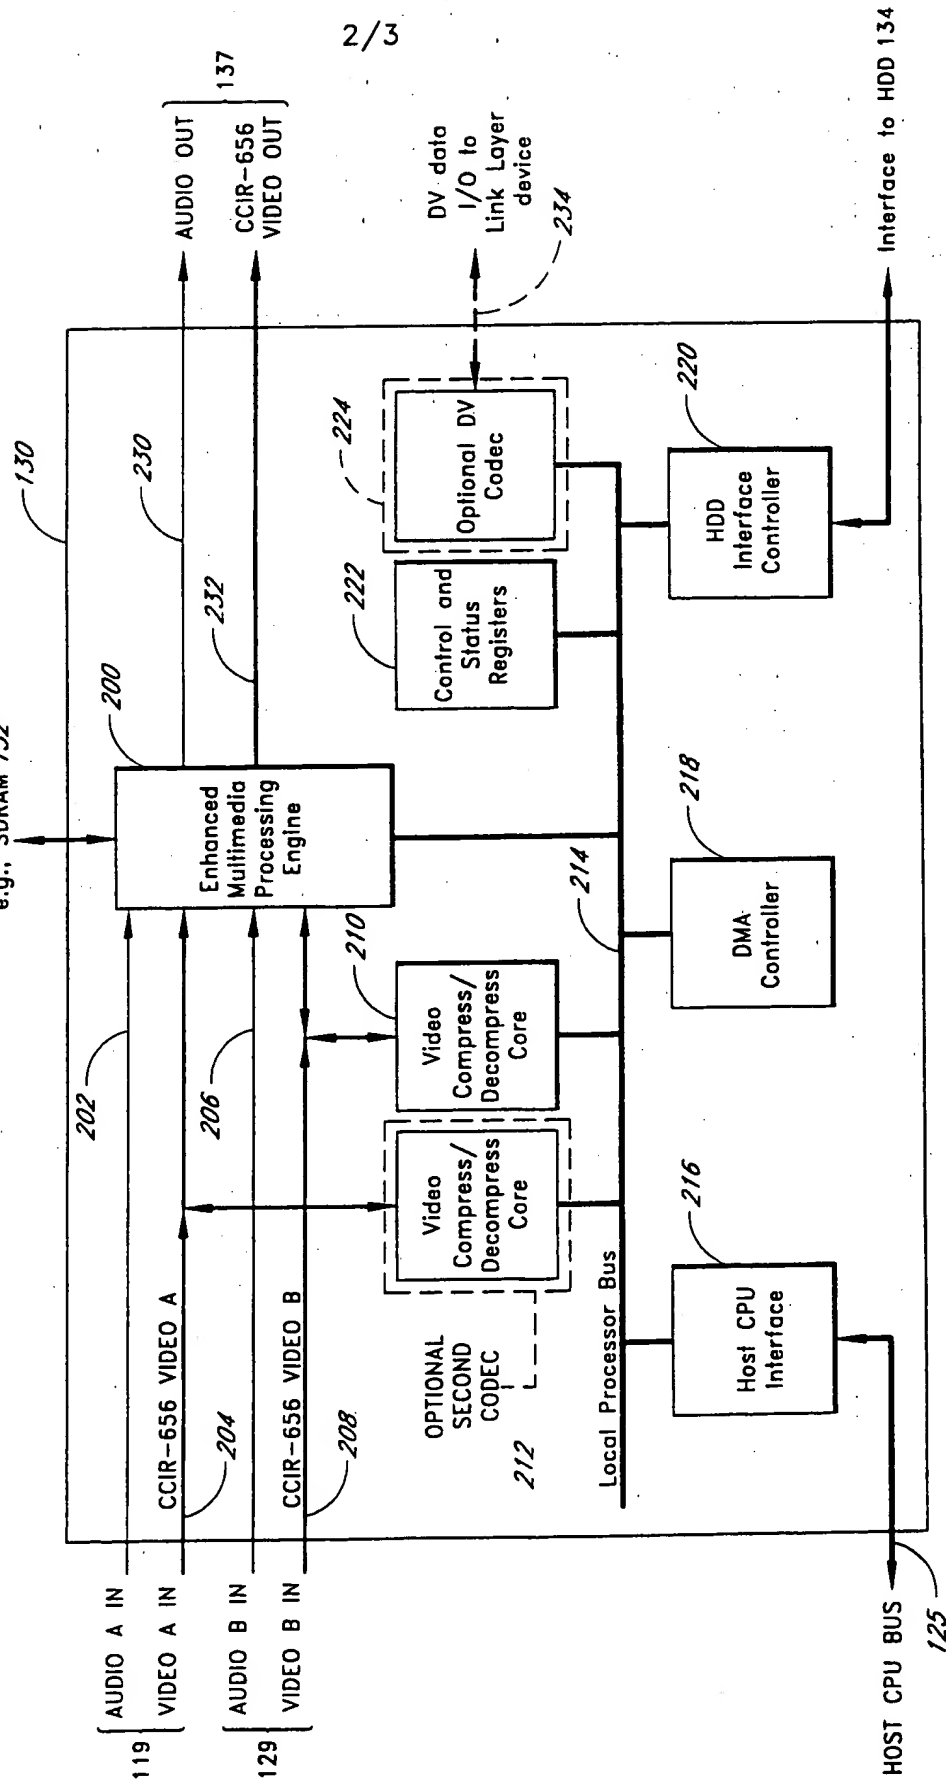 2/3
e.g., SDRAM 132
130
200
230
232
AUDIO OUT
CCIR-656
VIDEO OUT
137
119
AUDIO A IN
VIDEO A IN
129
AUDIO B IN
VIDEO B IN
202
CCIR-656 VIDEO A
204
206
CCIR-656 VIDEO B
208
Enhanced
Multimedia
Processing
Engine
OPTIONAL
SECOND
CODEC
212
Video
Compress/
Decompress
Core
Video
Compress/
Decompress
Core
210
222
Control and
Status
Registers
224
Optional DV
Codec
DV data
I/O to
Link Layer
device
234
Local Processor Bus
214
216
Host CPU
Interface
218
DMA
Controller
220
HDD
Interface
Controller
HOST CPU BUS
125
Interface to HDD 134